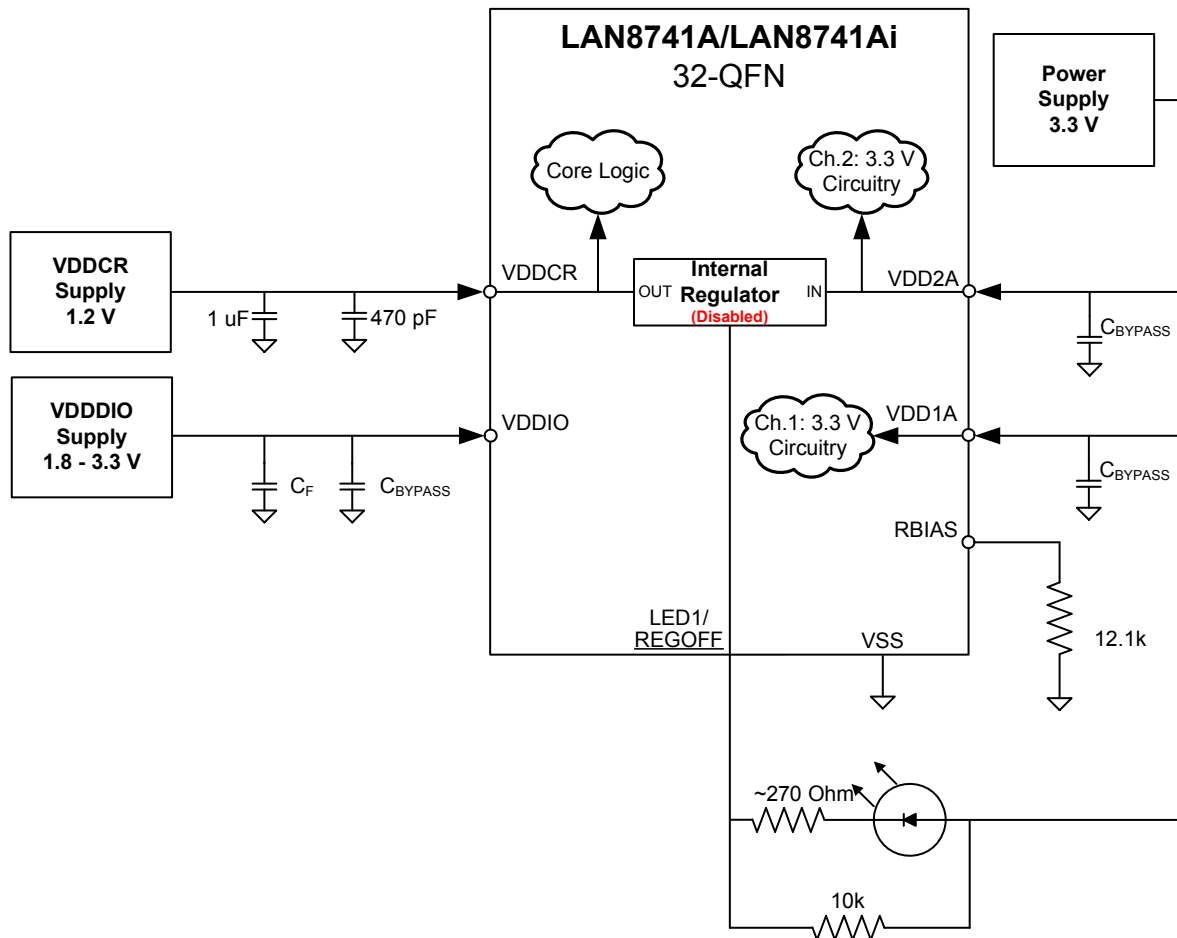 LAN8741A/LAN8741Ai
32-QFN
Power
Supply
3.3 V
Core Logic
Ch.2: 3.3 V
Circuitry
VDDCR
Supply
1.2 V
VDDCR
OUT
Internal
Regulator
(Disabled)
IN
VDD2A
1 uF
470 pF
CBYPASS
VDDDIO
Supply
1.8 - 3.3 V
VDDIO
Ch.1: 3.3 V
Circuitry
VDD1A
CF
CBYPASS
CBYPASS
RBIAS
LED1/
REGOFF
VSS
12.1k
~270 Ohm
10k